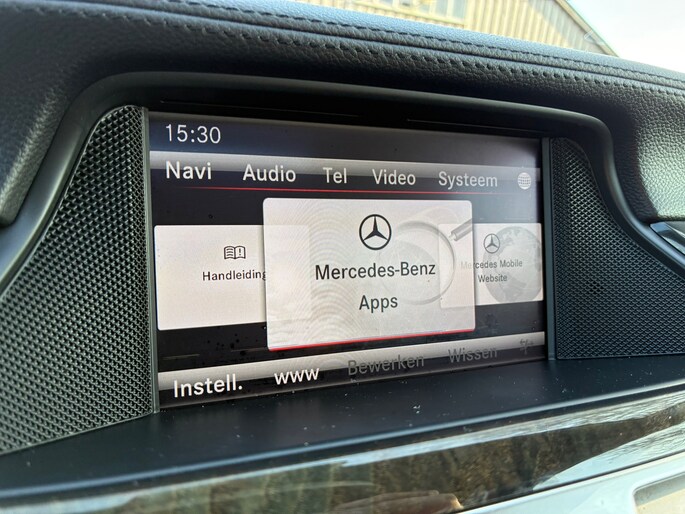 15:30
Navi Audio Tel Video Systeem
Handleiding
Mercedes-Benz
Apps
Mercedes Mobile
Website
Instell. www Bewerken Wissen